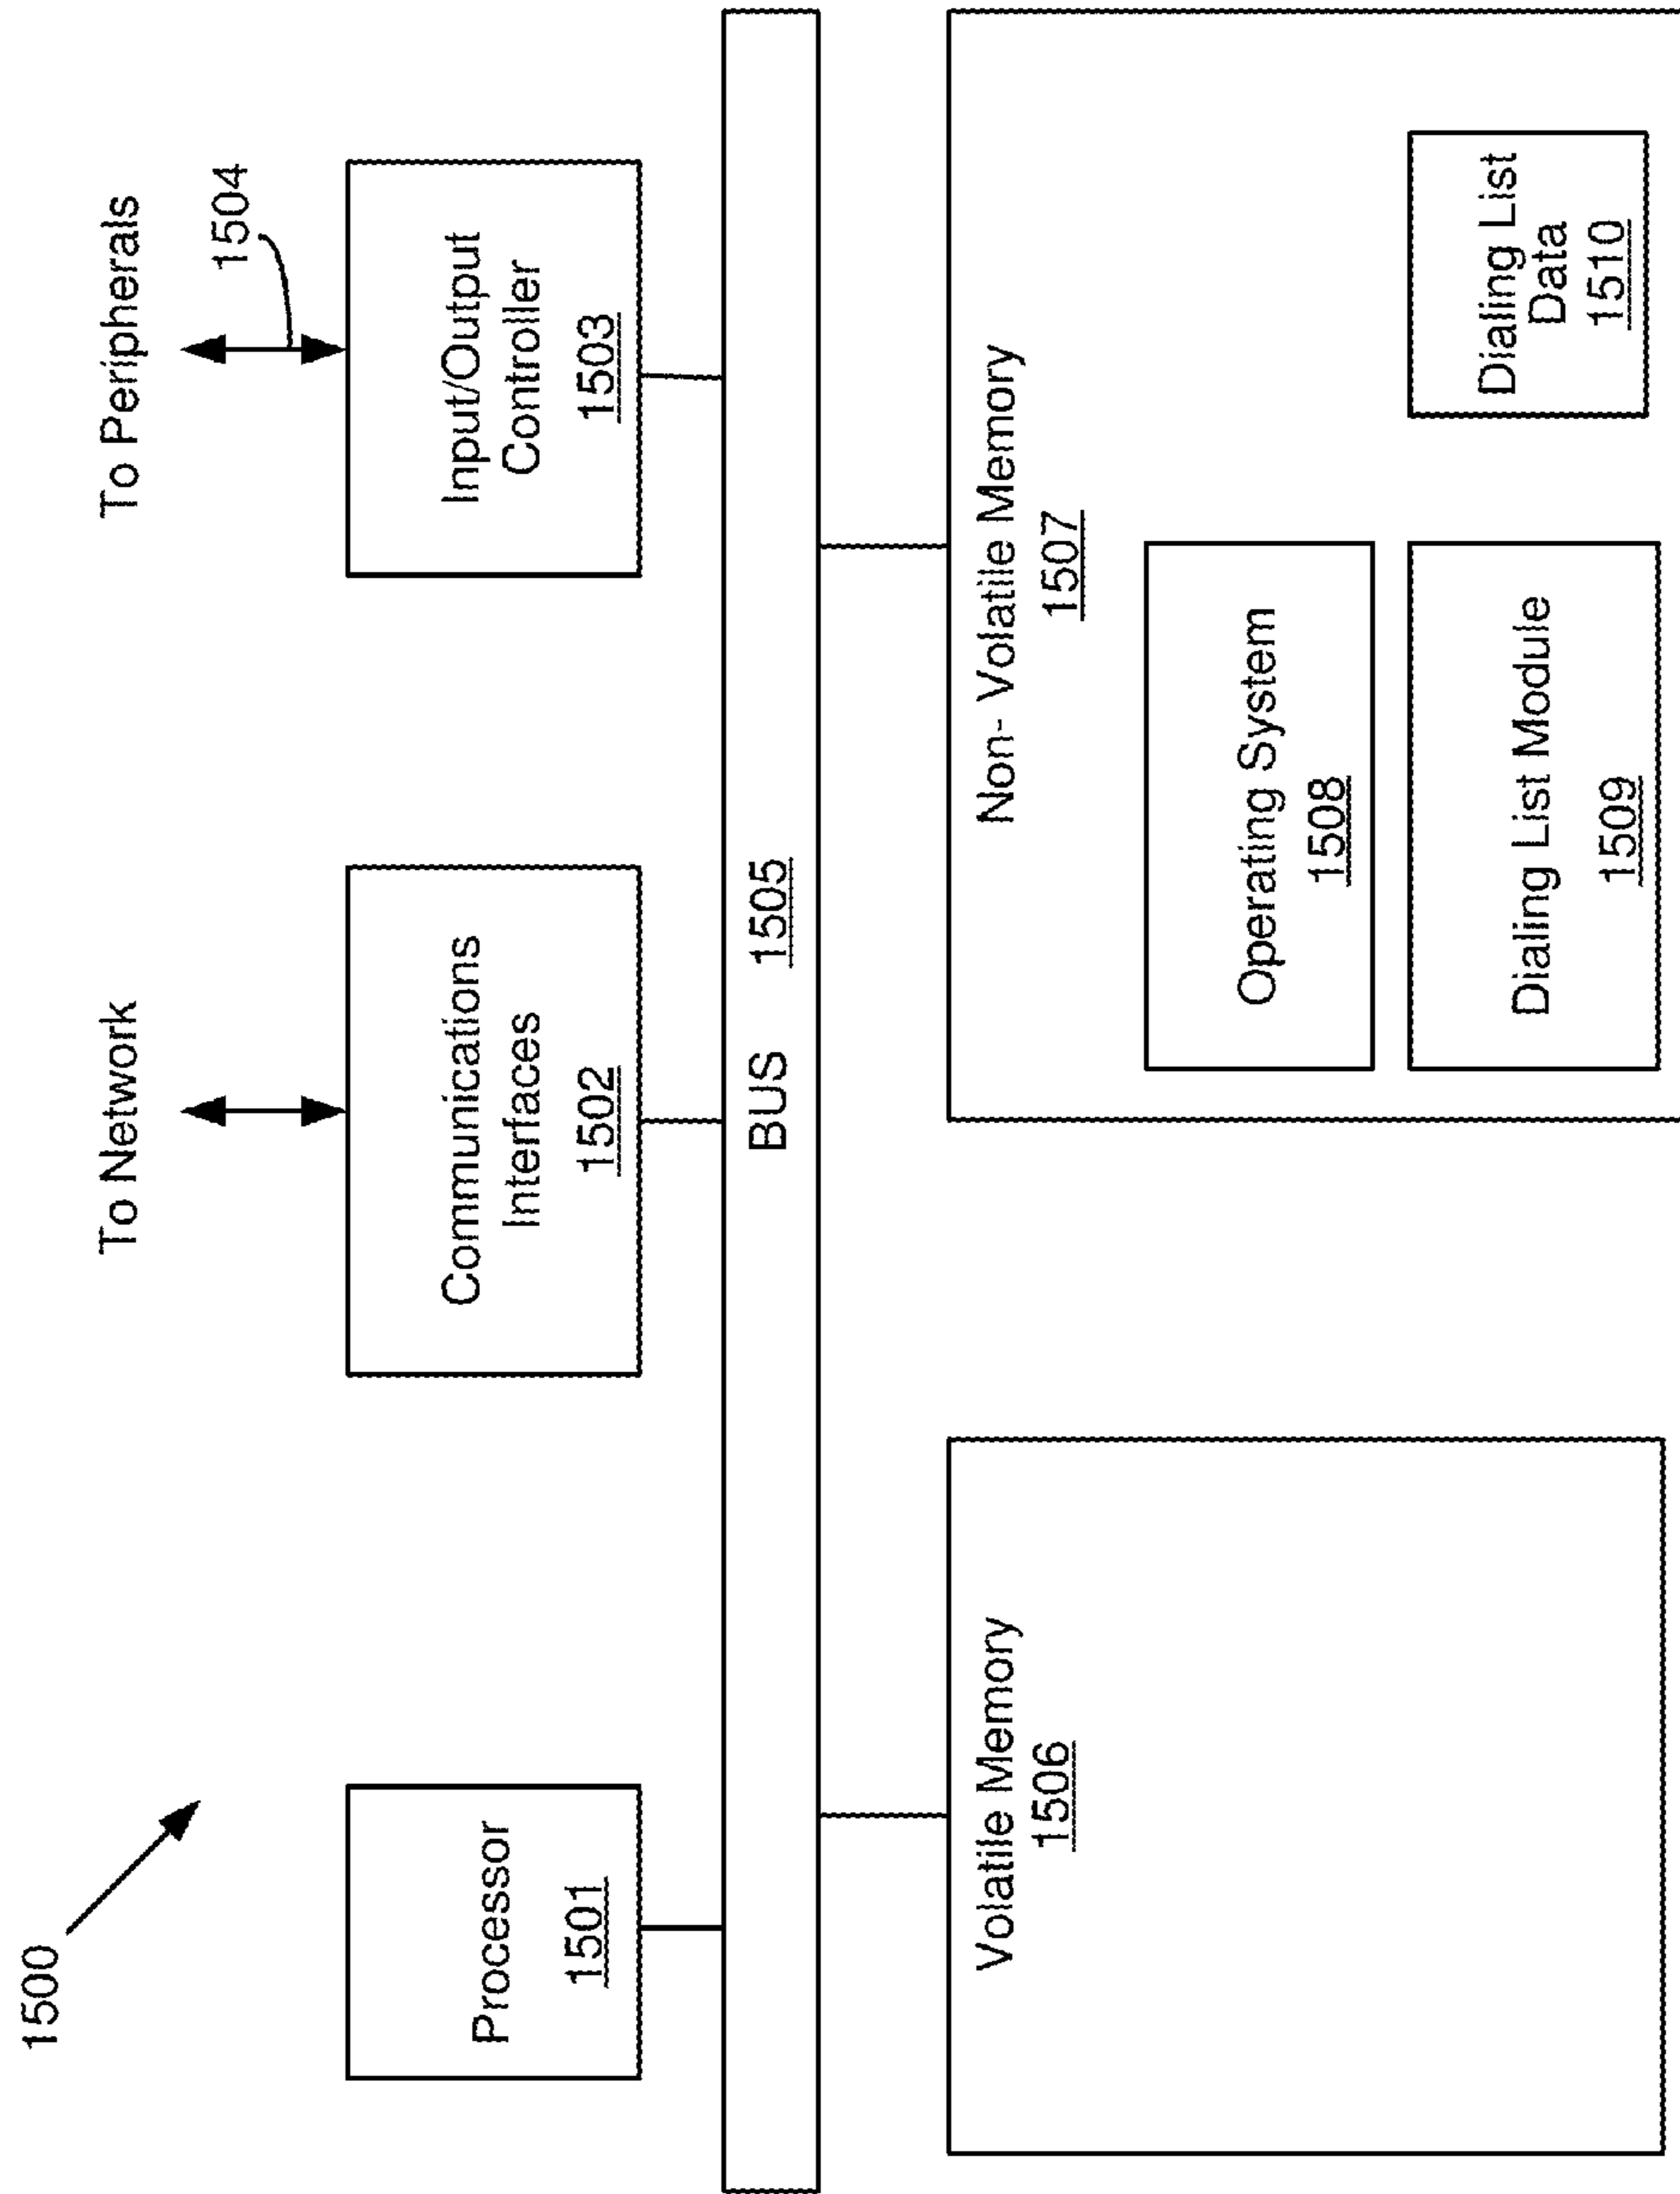 1500
To Network
To Peripherals
1504
Processor
1501
Communications
Interfaces
1502
Input/Output
Controller
1503
BUS 1505
Volatile Memory
1506
Non- Volatile Memory
1507
Operating System
1508
Dialing List Module
1509
Dialing List
Data
1510